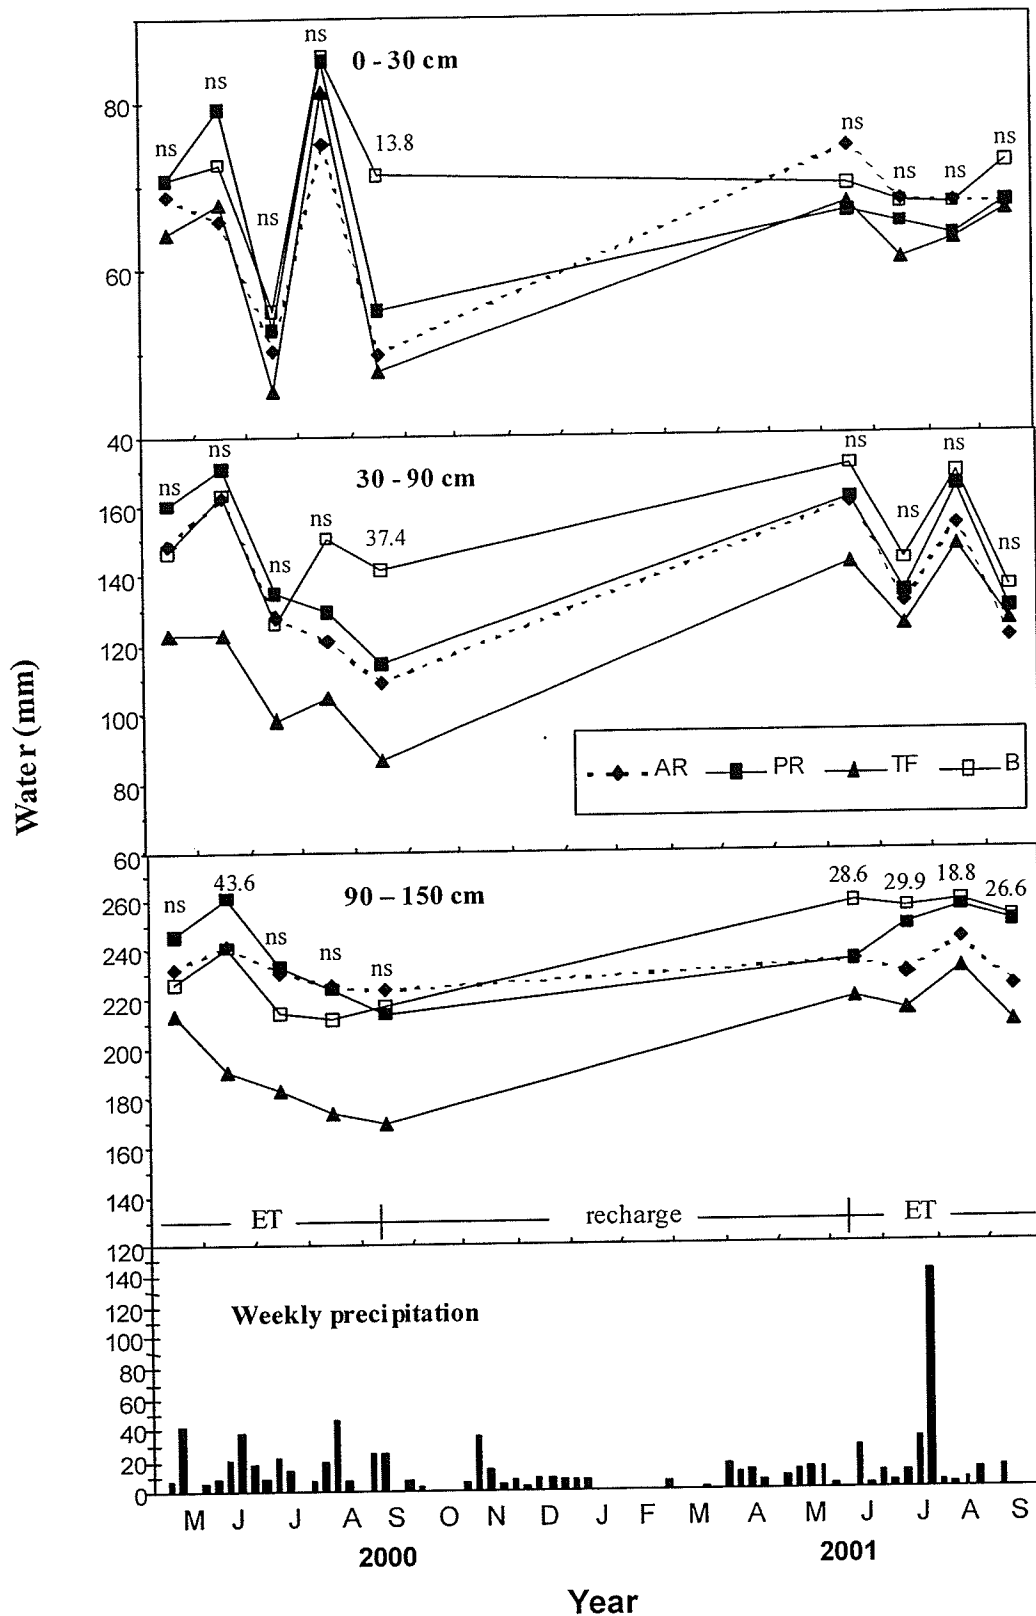 ns
0 - 30 cm
ns
80
13.8
ns
ns
ns
ns
ns
ns
ns
60
40
ns
ns
30 - 90 cm
ns
ns
160
ns
37.4
ns
ns
ns
140
120
100
AR PR TF B
80
Water (mm)
60
28.6 29.9 18.8 26.6
43.6
90 – 150 cm
260
ns
ns
ns
ns
240
220
200
180
160
140
ET recharge ET
120
140
Weekly precipitation
120
100
80
60
40
20
0
M J J A S O N D J F M A M J J A S
2000 2001
Year